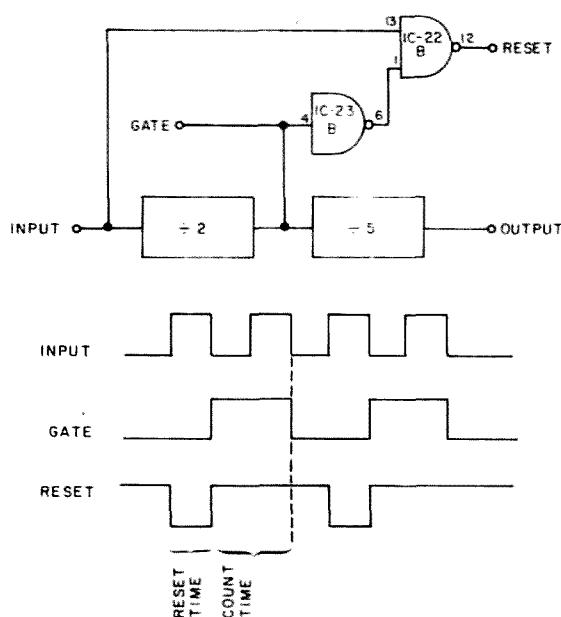 13
IC-22
B
12
RESET
1
GATE
4
IC-23
B
6
INPUT
÷ 2
÷ 5
OUTPUT
INPUT
GATE
RESET
RESET
TIME
COUNT
TIME